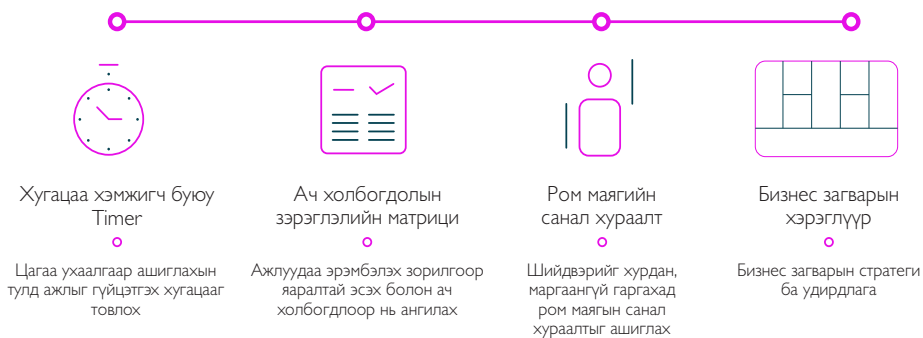 Хугацаа хэмжигч буюу
Timer
Цагаа ухаалгаар ашиглахын
тулд ажлыг гүйцэтгэх хугацааг
товлох
Ач холбогдолын
зэрэглэлийн матрици
Ажлуудаа эрэмбэлэх зорилгоор
яаралтай эсэх болон ач
холбогдлоор нь ангилах
Ром маягийн
санал хураалт
Шийдвэрийг хурдан,
маргаангүй гаргахад
ром маягын санал
хураалтыг ашиглах
Бизнес загварын
хэрэглүүр
Бизнес загварын стратеги
ба удирдлага